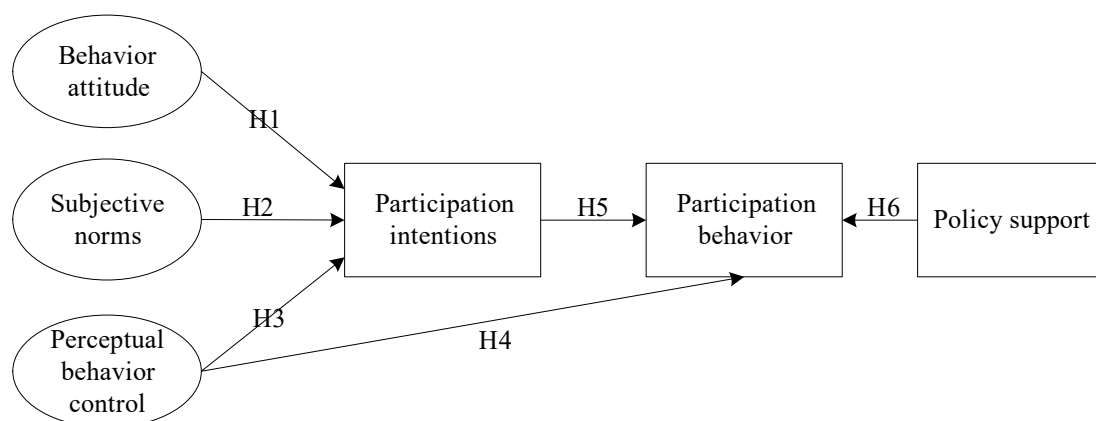 Behavior
attitude
H1
Subjective
norms
H2
Participation
intentions
H5
Participation
behavior
H6
Policy support
H3
Perceptual
behavior
control
H4